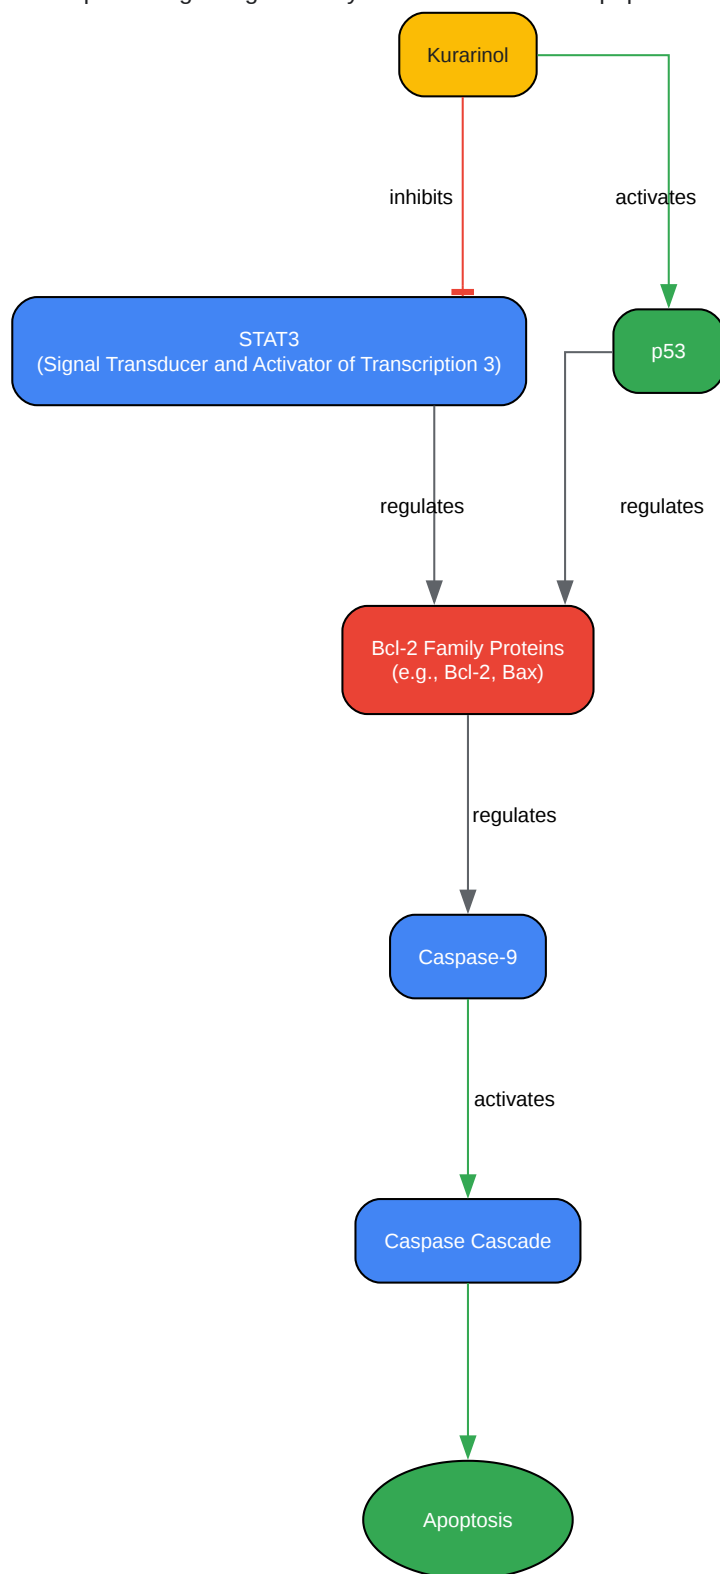 Kurarinol
inhibits
activates
STAT3
(Signal Transducer and Activator of Transcription 3)
p53
regulates
regulates
Bcl-2 Family Proteins
(e.g., Bcl-2, Bax)
regulates
Caspase-9
activates
Caspase Cascade
Apoptosis